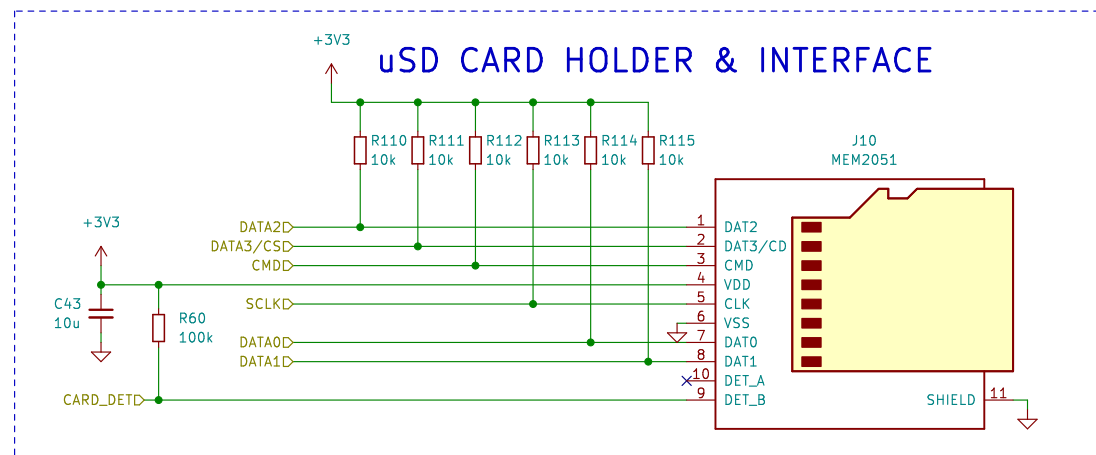 +3V3
uSD CARD HOLDER & INTERFACE
R110 R111 R112 R113 R114 R115
10k 10k 10k 10k 10k 10k
J10
MEM2051
+3V3
DATA2 1 DAT2
DATA3/CS 2 DAT3/CD
CMD 3 CMD
4 VDD
C43
10u
SCLK 5 CLK
R60
100k
6 VSS
DATA0 7 DAT0
DATA1 8 DAT1
10 DET_A
CARD_DET 9 DET_B
SHIELD 11